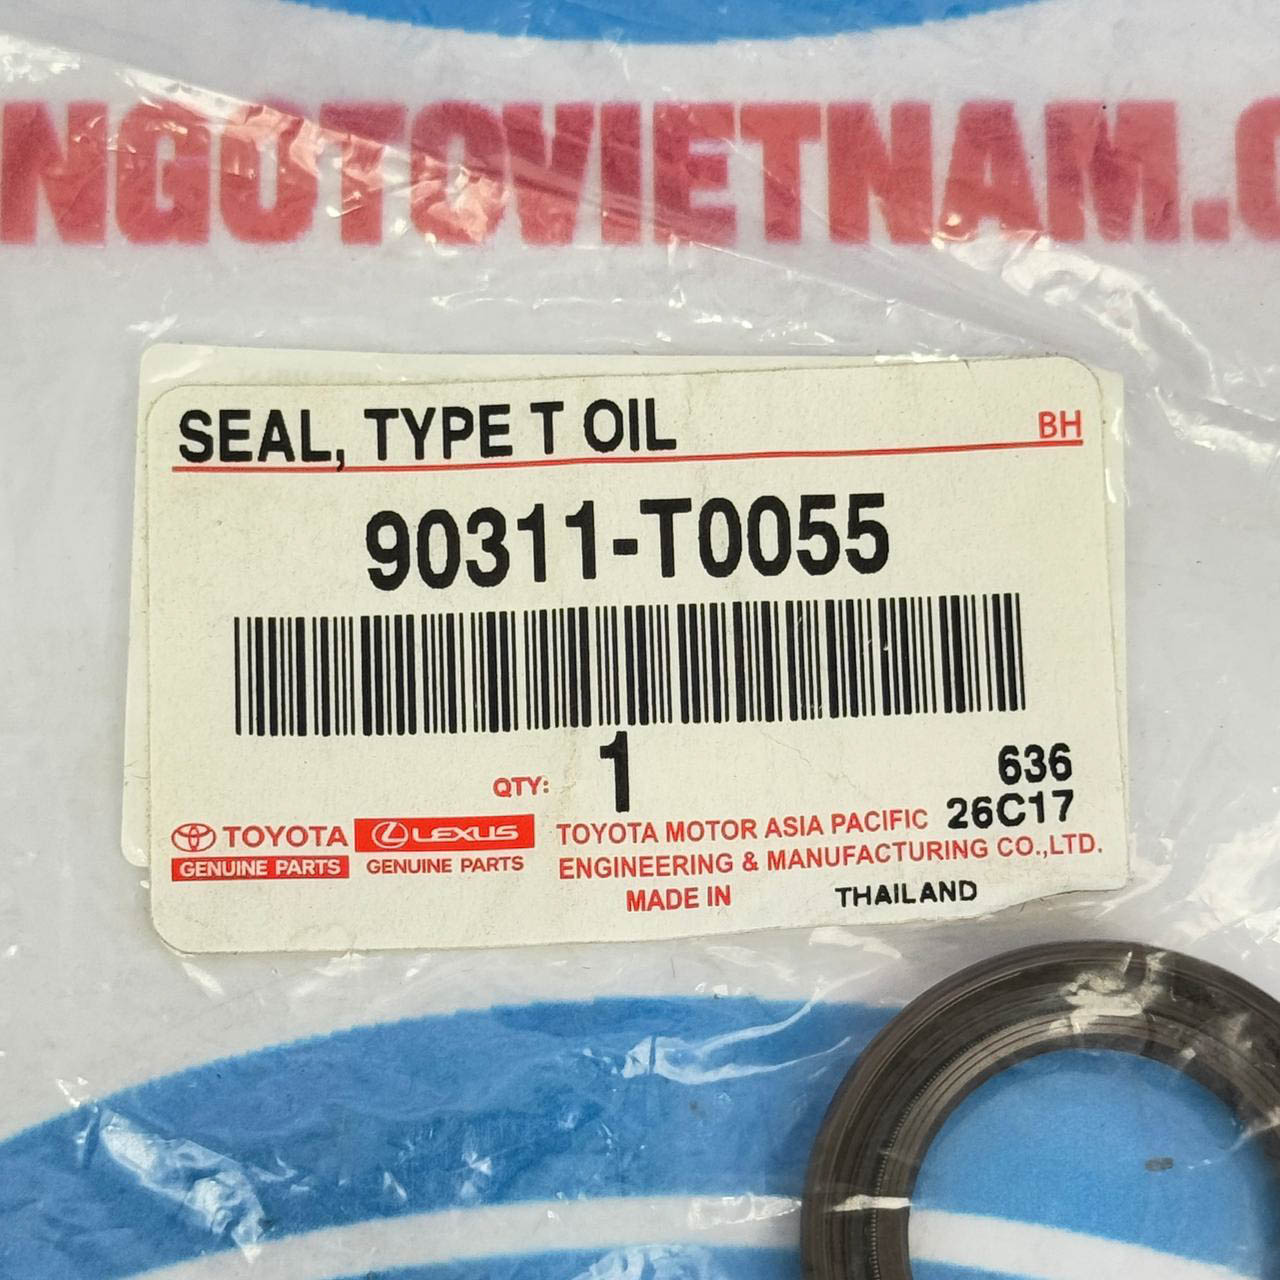 NGOTOVIETNAM.
SEAL, TYPE T OIL
BH
90311-T0055
QTY: 1
636
26C17
TOYOTA
GENUINE PARTS
LEXUS
GENUINE PARTS
TOYOTA MOTOR ASIA PACIFIC
ENGINEERING & MANUFACTURING CO.,LTD.
MADE IN THAILAND